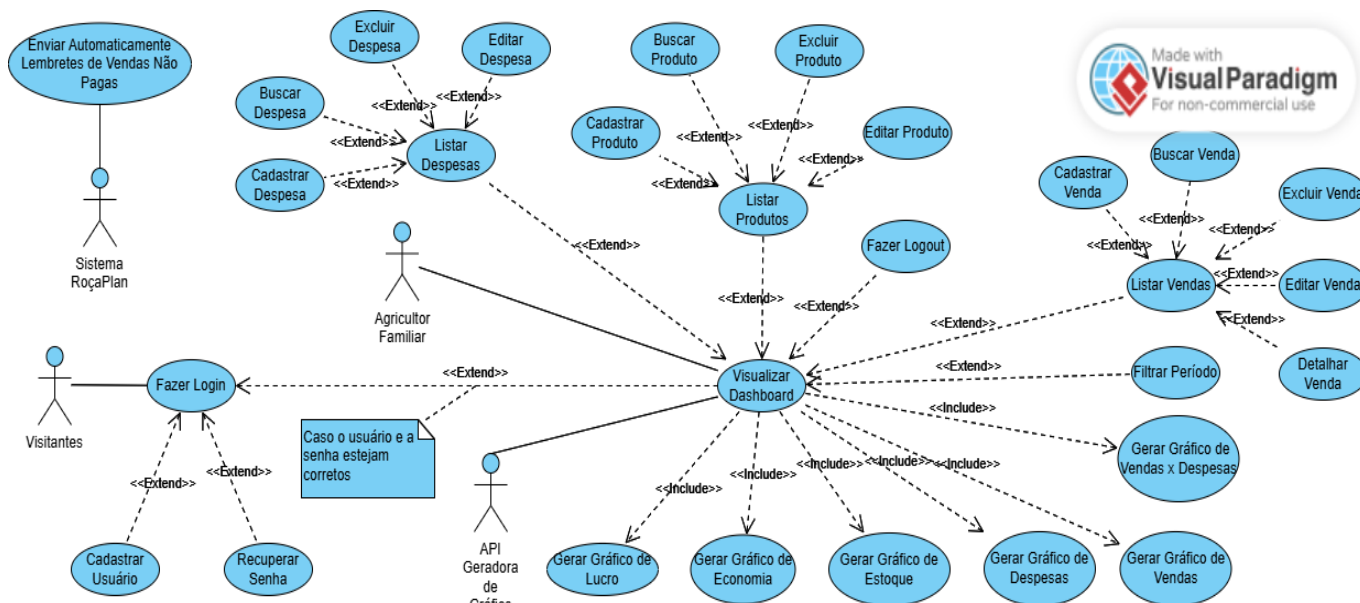 Enviar Automaticamente
Lembretes de Vendas Não
Pagas
Sistema
RoçaPlan
Excluir
Despesa
Editar
Despesa
Buscar
Despesa
Cadastrar
Despesa
Listar
Despesas
<<Extend>>
<<Extend>>
<<Extend>>
<<Extend>>
Buscar
Produto
Excluir
Produto
Cadastrar
Produto
Editar Produto
Listar
Produtos
<<Extend>>
<<Extend>>
<<Extend>>
<<Extend>>
Made with
Visual Paradigm
For non-commercial use
Buscar Venda
Cadastrar
Venda
Excluir Venda
Listar Vendas
Editar Venda
Detalhar
Venda
<<Extend>>
<<Extend>>
<<Extend>>
<<Extend>>
<<Extend>>
Agricultor
Familiar
<<Extend>>
<<Extend>>
Fazer Logout
<<Extend>>
<<Extend>>
Visitantes
Fazer Login
<<Extend>>
Visualizar
Dashboard
<<Extend>>
Filtrar Período
Caso o usuário e a
senha estejam
corretos
<<Extend>>
<<Extend>>
Cadastrar
Usuário
Recuperar
Senha
API
Geradora
de
Gráfico
<<Include>>
Gerar Gráfico de
Vendas x Despesas
<<Include>>
<<Include>>
<<Include>>
<<Include>>
<<Include>>
Gerar Gráfico de
Lucro
Gerar Gráfico de
Economia
Gerar Gráfico de
Estoque
Gerar Gráfico de
Despesas
Gerar Gráfico de
Vendas